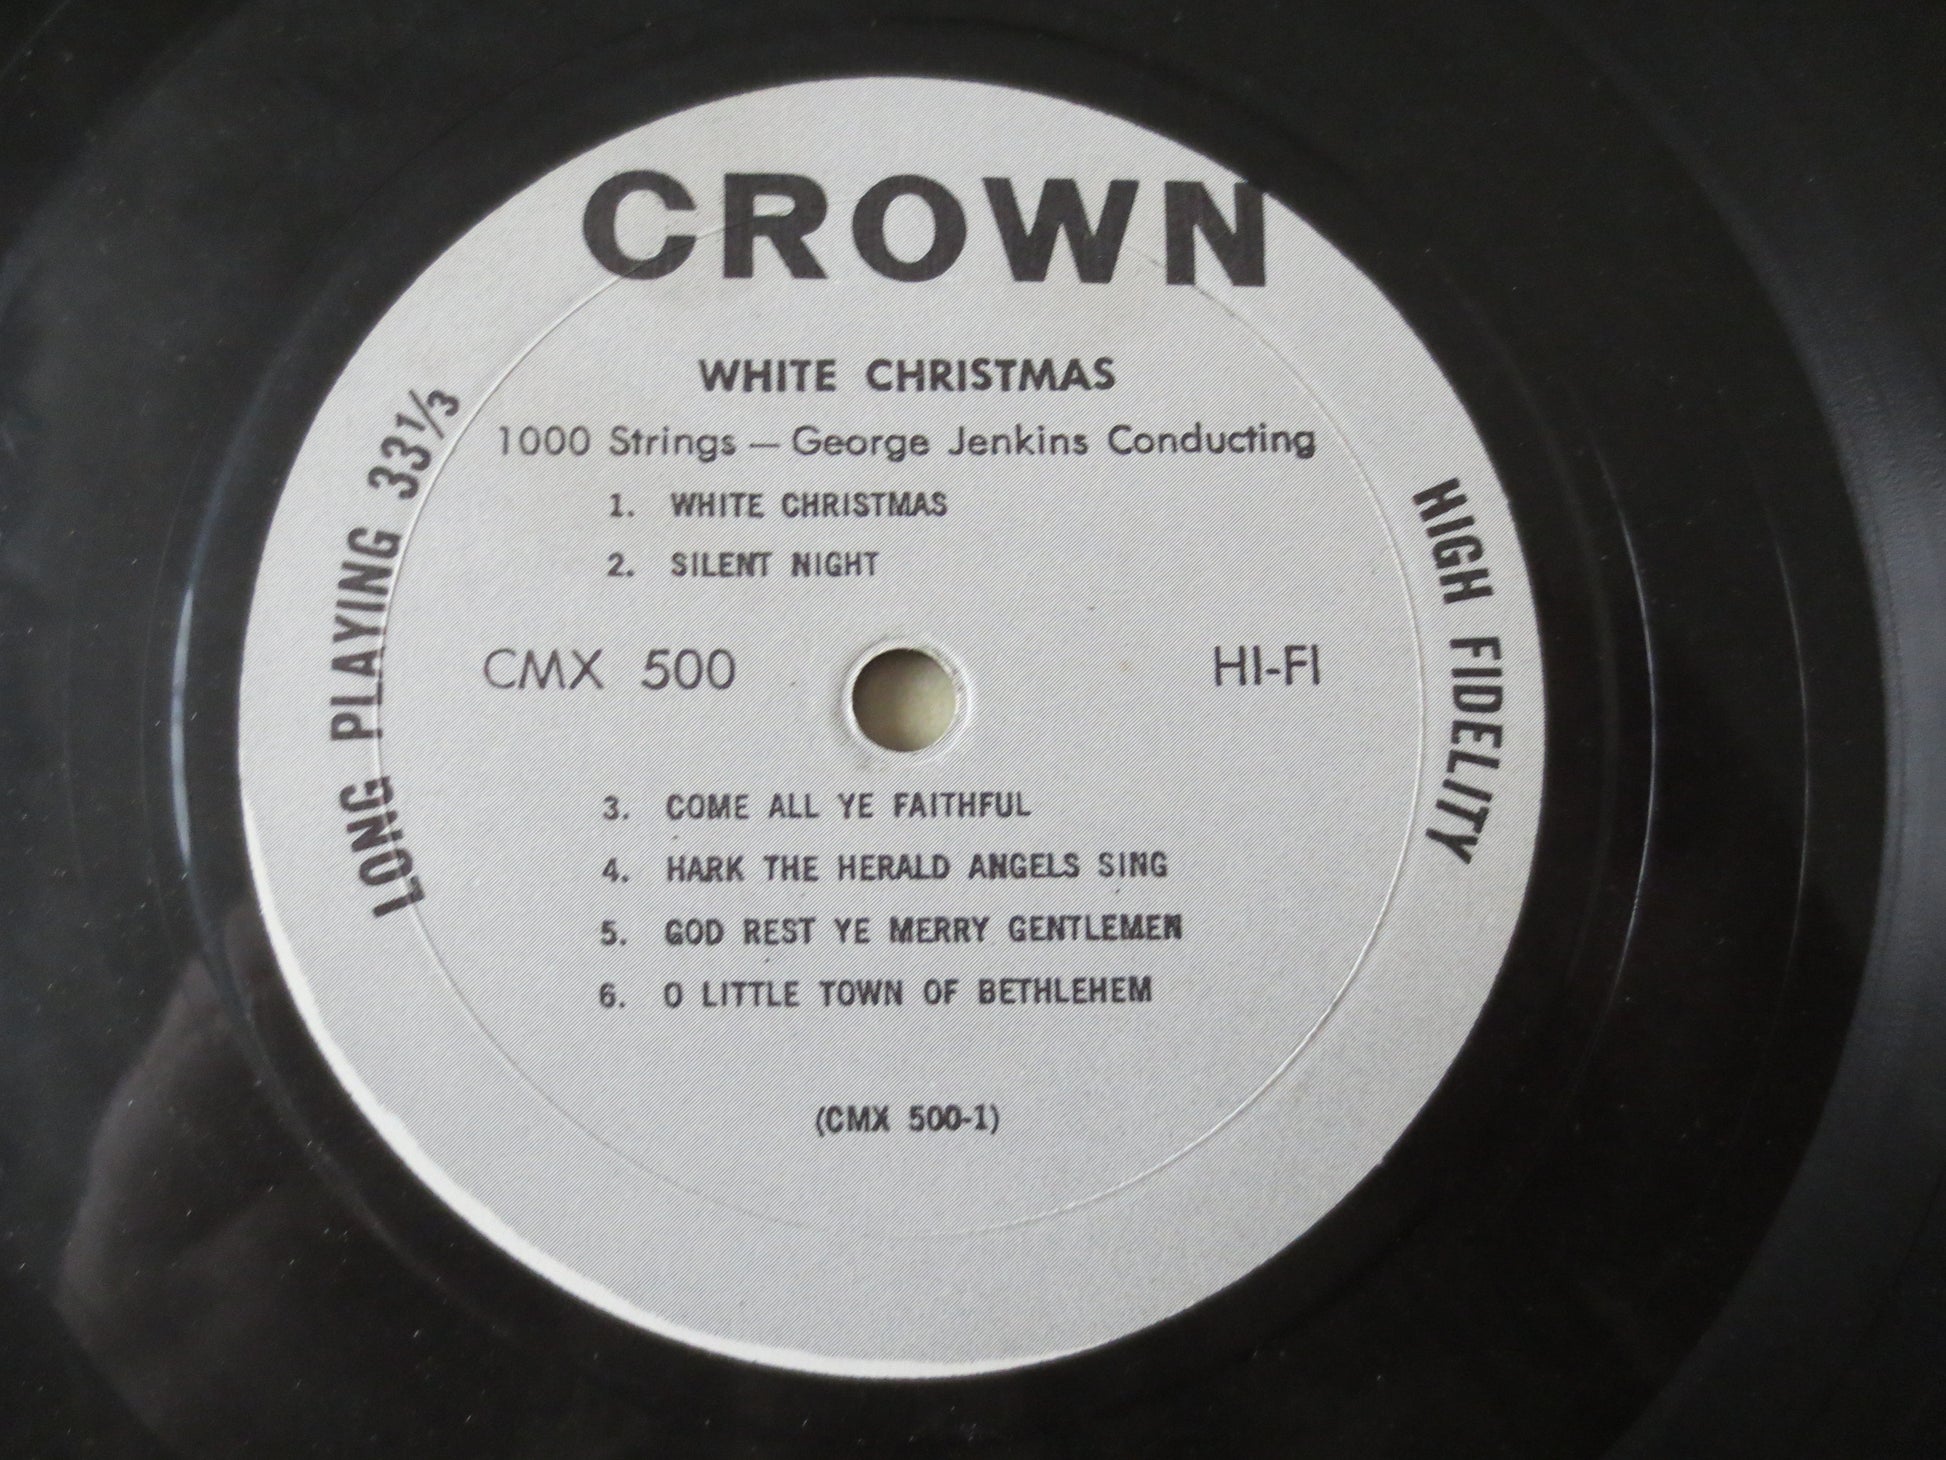 CROWN
WHITE CHRISTMAS
1000 Strings — George Jenkins Conducting
1. WHITE CHRISTMAS
2. SILENT NIGHT
LONG PLAYING 33⅓
CMX 500
HI-FI
HIGH FIDELITY
3. COME ALL YE FAITHFUL
4. HARK THE HERALD ANGELS SING
5. GOD REST YE MERRY GENTLEMEN
6. O LITTLE TOWN OF BETHLEHEM
(CMX 500-1)